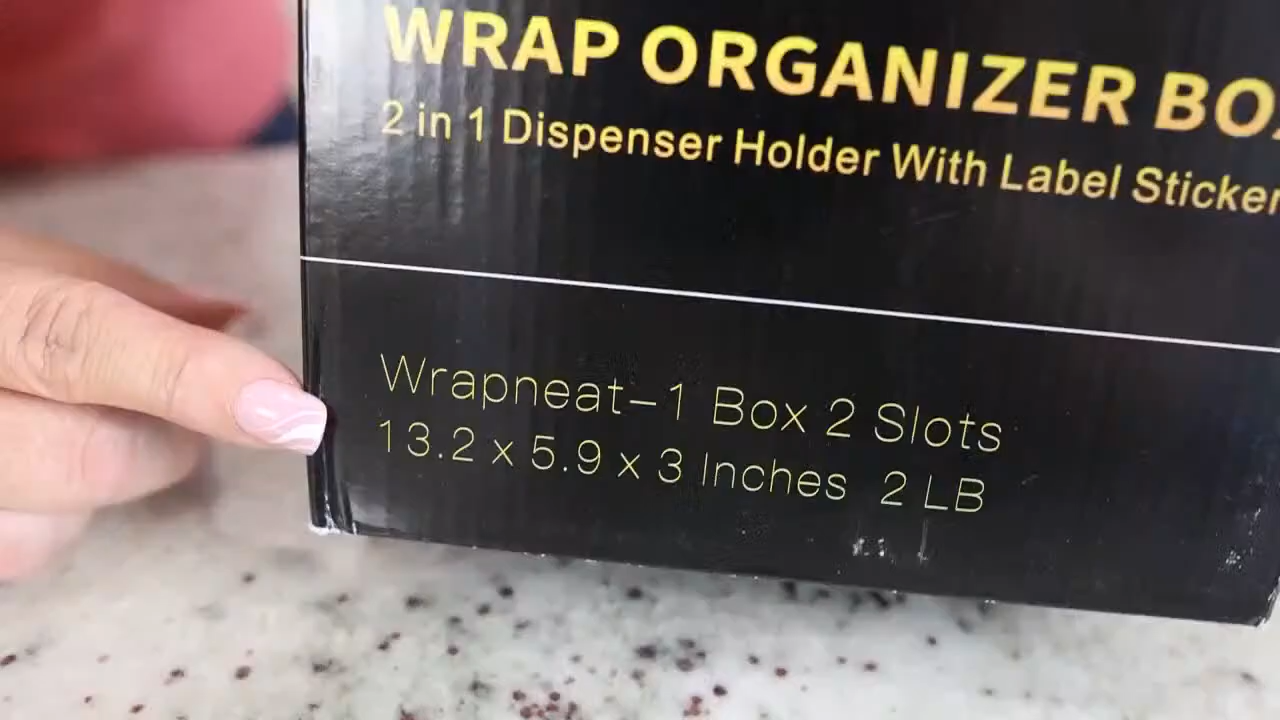 WRAP ORGANIZER BO
2 in 1 Dispenser Holder With Label Sticker
Wrapneat-1 Box 2 Slots
13.2 x 5.9 x 3 Inches 2 LB